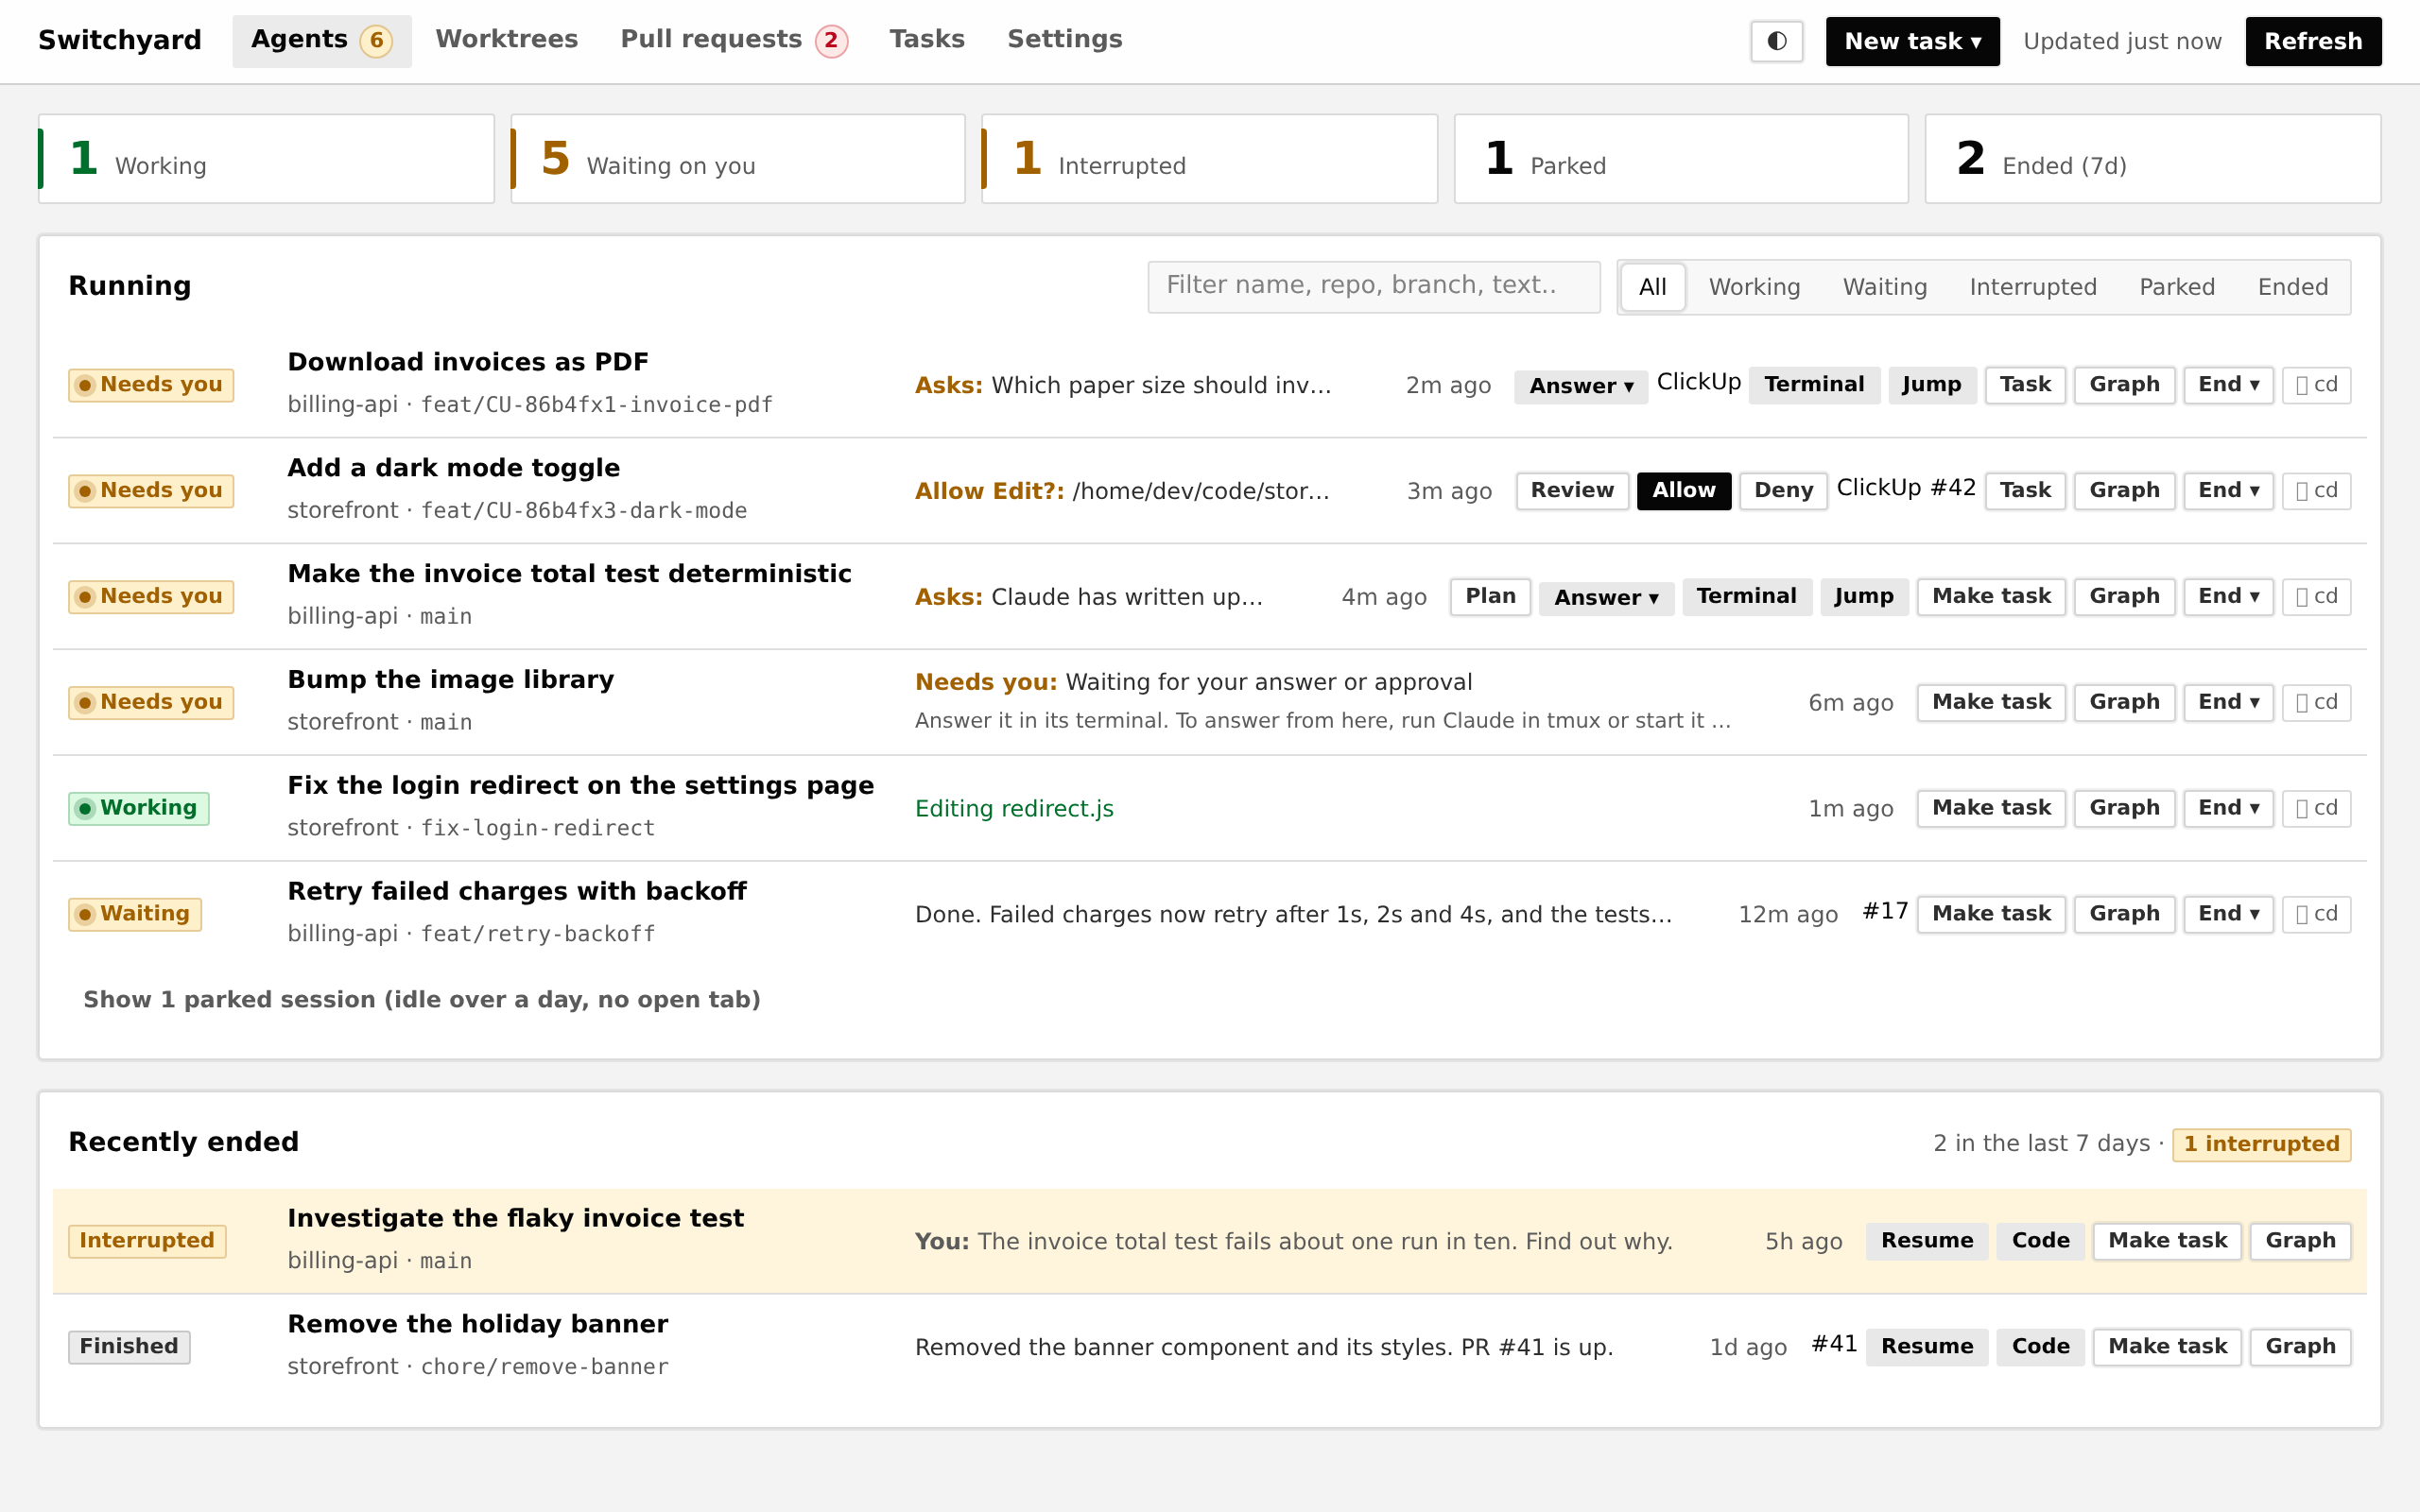 Switchyard Agents 6 Worktrees Pull requests 2 Tasks Settings ◐ New task ▾ Updated just now Refresh
1 Working 5 Waiting on you 1 Interrupted 1 Parked 2 Ended (7d)
Running Filter name, repo, branch, text.. All Working Waiting Interrupted Parked Ended
Needs you
Download invoices as PDF
billing-api · feat/CU-86b4fx1-invoice-pdf
Asks: Which paper size should inv… 2m ago Answer ▾ ClickUp Terminal Jump Task Graph End ▾ cd
Needs you
Add a dark mode toggle
storefront · feat/CU-86b4fx3-dark-mode
Allow Edit?: /home/dev/code/stor… 3m ago Review Allow Deny ClickUp #42 Task Graph End ▾ cd
Needs you
Make the invoice total test deterministic
billing-api · main
Asks: Claude has written up… 4m ago Plan Answer ▾ Terminal Jump Make task Graph End ▾ cd
Needs you
Bump the image library
storefront · main
Needs you: Waiting for your answer or approval
Answer it in its terminal. To answer from here, run Claude in tmux or start it …
6m ago Make task Graph End ▾ cd
Working
Fix the login redirect on the settings page
storefront · fix-login-redirect
Editing redirect.js 1m ago Make task Graph End ▾ cd
Waiting
Retry failed charges with backoff
billing-api · feat/retry-backoff
Done. Failed charges now retry after 1s, 2s and 4s, and the tests… 12m ago #17 Make task Graph End ▾ cd
Show 1 parked session (idle over a day, no open tab)
Recently ended 2 in the last 7 days · 1 interrupted
Interrupted
Investigate the flaky invoice test
billing-api · main
You: The invoice total test fails about one run in ten. Find out why. 5h ago Resume Code Make task Graph
Finished
Remove the holiday banner
storefront · chore/remove-banner
Removed the banner component and its styles. PR #41 is up. 1d ago #41 Resume Code Make task Graph